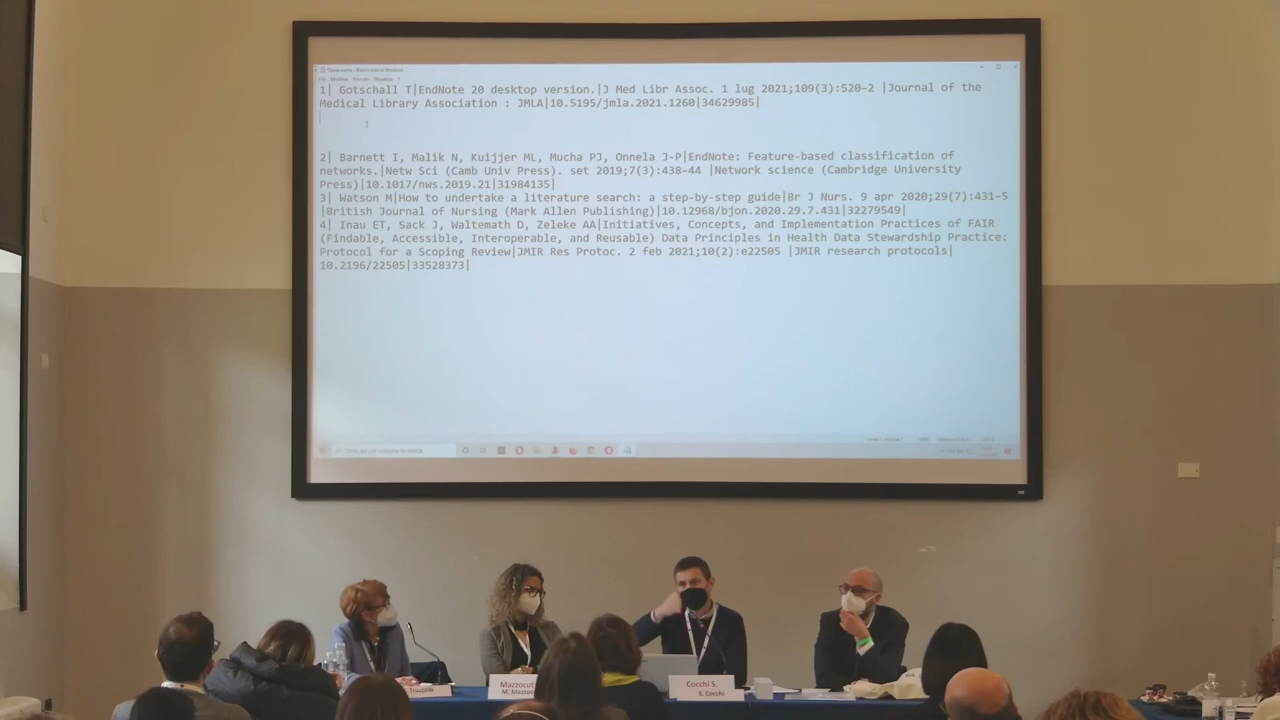 File Modifica Formato Visualizza ?
1| Gotschall T|EndNote 20 desktop version.|J Med Libr Assoc. 1 lug 2021;109(3):520–2 |Journal of the
Medical Library Association : JMLA|10.5195/jmla.2021.1260|34629985|
2| Barnett I, Malik N, Kuijjer ML, Mucha PJ, Onnela J-P|EndNote: Feature-based classification of
networks.|Netw Sci (Camb Univ Press). set 2019;7(3):438–44 |Network science (Cambridge University
Press)|10.1017/nws.2019.21|31984135|
3| Watson M|How to undertake a literature search: a step-by-step guide|Br J Nurs. 9 apr 2020;29(7):431-5
|British Journal of Nursing (Mark Allen Publishing)|10.12968/bjon.2020.29.7.431|32279549|
4| Inau ET, Sack J, Waltemath D, Zeleke AA|Initiatives, Concepts, and Implementation Practices of FAIR
(Findable, Accessible, Interoperable, and Reusable) Data Principles in Health Data Stewardship Practice:
Protocol for a Scoping Review|JMIR Res Protoc. 2 feb 2021;10(2):e22505 |JMIR research protocols|
10.2196/22505|33528373|
Mazzocut
M. Mazzo
Cocchi S.
S. Cocchi